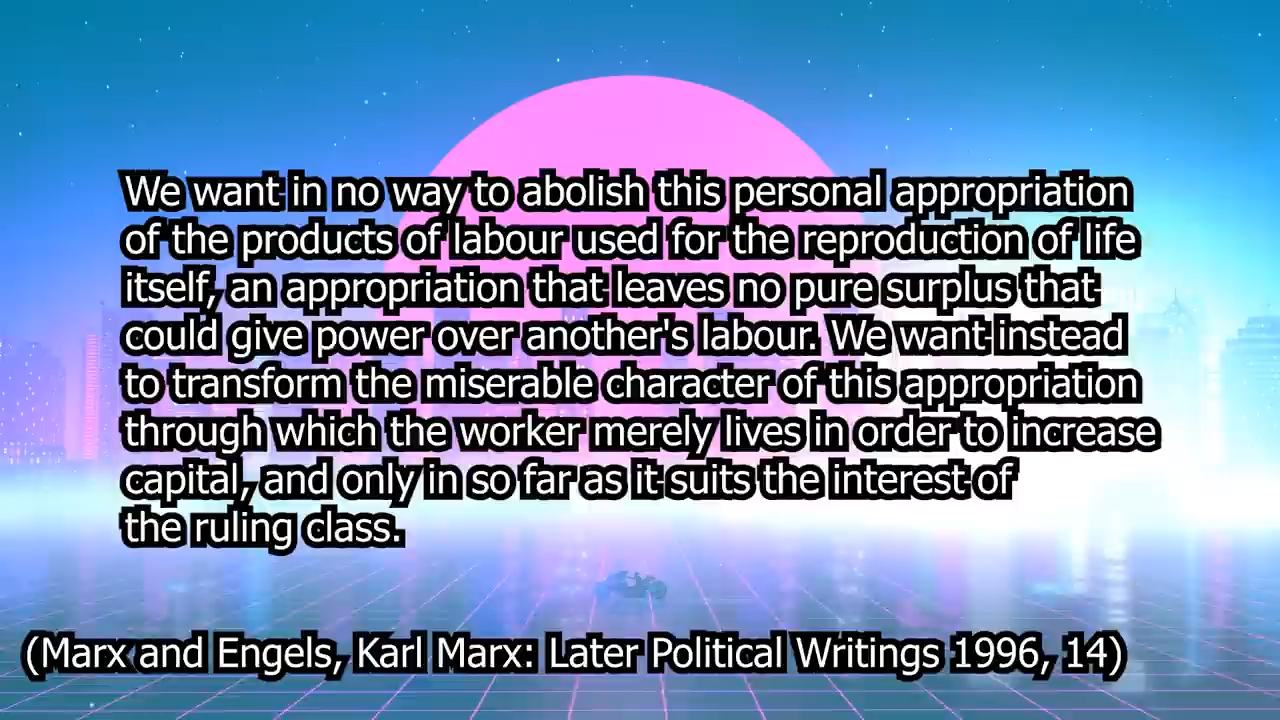 We want in no way to abolish this personal appropriation
of the products of labour used for the reproduction of life
itself, an appropriation that leaves no pure surplus that
could give power over another's labour. We want instead
to transform the miserable character of this appropriation
through which the worker merely lives in order to increase
capital, and only in so far as it suits the interest of
the ruling class.
(Marx and Engels, Karl Marx: Later Political Writings 1996, 14)